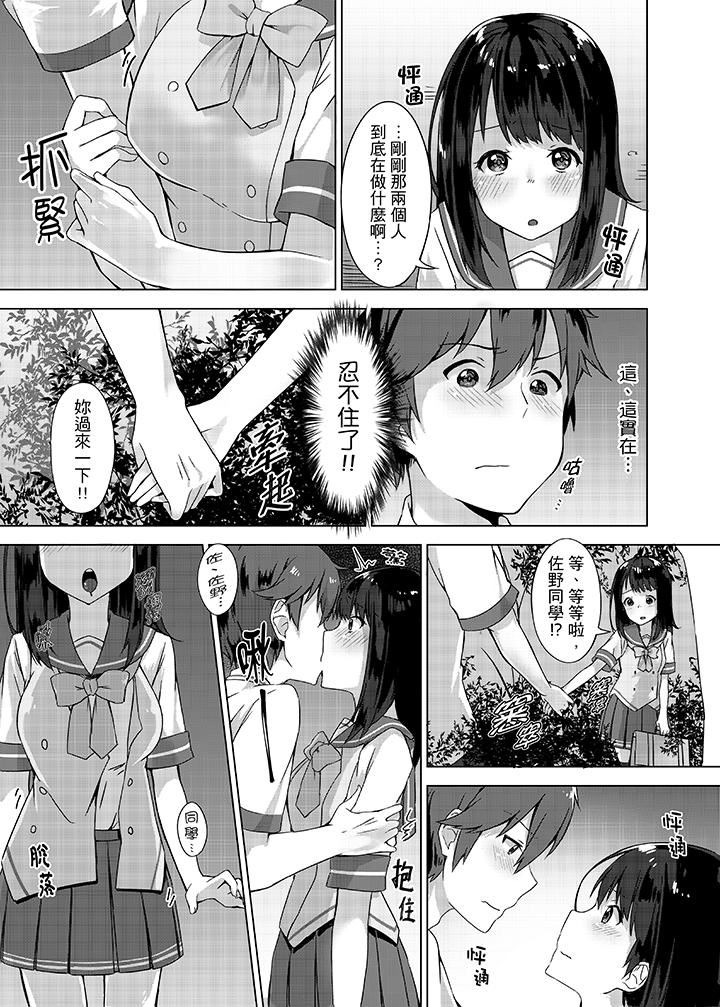 怦通
…剛剛那兩個人
到底在做什麼啊…?
怦通
抓緊
這、這實在…
咕嚕…
忍不住了!!
牽起
妳過來一下!!
等、等等啦，
佐野同學!?
怦通
怦通
啾
抱住
佐、佐野…
同學…
脫落